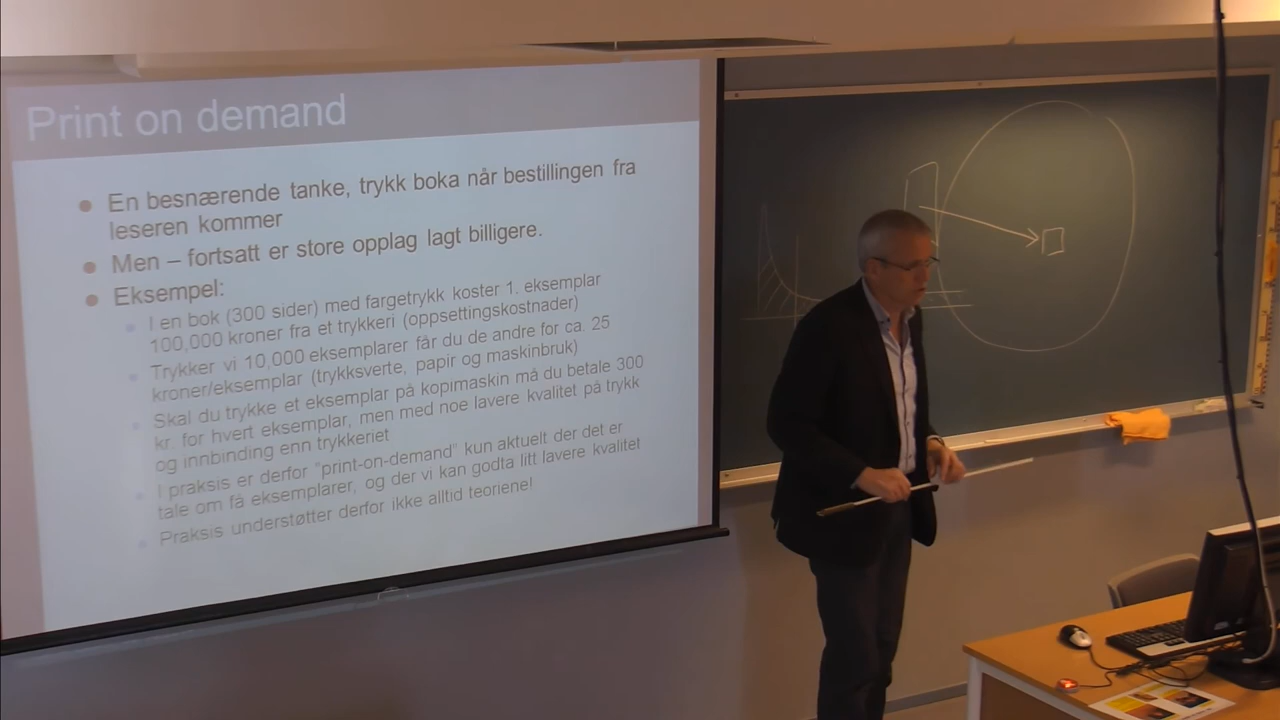 Print on demand
En besnærende tanke, trykk boka når bestillingen fra
leseren kommer
Men – fortsatt er store opplag lagt billigere.
Eksempel:
I en bok (300 sider) med fargetrykk koster 1. eksemplar
100,000 kroner fra et trykkeri (oppsettingskostnader)
Trykker vi 10,000 eksemplarer får du de andre for ca. 25
kroner/eksemplar (trykksverte, papir og maskinbruk)
Skal du trykke et eksemplar på kopimaskin må du betale 300
kr. for hvert eksemplar, men med noe lavere kvalitet på trykk
og innbinding enn trykkeriet
I praksis er derfor "print-on-demand" kun aktuelt der det er
tale om få eksemplarer, og der vi kan godta litt lavere kvalitet
Praksis understøtter derfor ikke alltid teoriene!